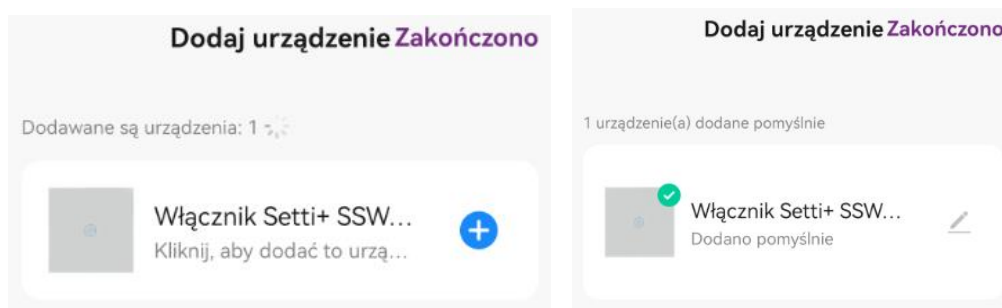 Dodaj urządzenie Zakończono
Dodawane są urządzenia: 1
Włącznik Setti+ SSW...
Kliknij, aby dodać to urzą...
Dodaj urządzenie Zakończono
1 urządzenie(a) dodane pomyślnie
Włącznik Setti+ SSW...
Dodano pomyślnie